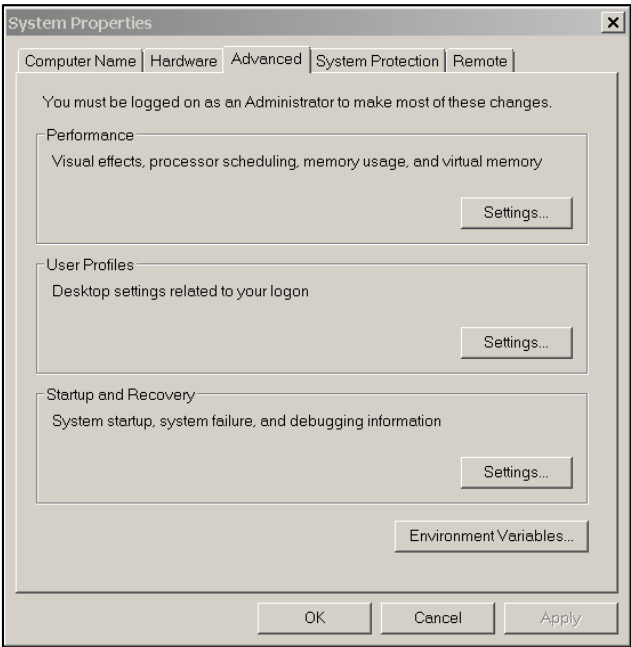 System Properties
Computer Name Hardware Advanced System Protection Remote
You must be logged on as an Administrator to make most of these changes.
Performance
Visual effects, processor scheduling, memory usage, and virtual memory
Settings...
User Profiles
Desktop settings related to your logon
Settings...
Startup and Recovery
System startup, system failure, and debugging information
Settings...
Environment Variables...
OK Cancel Apply